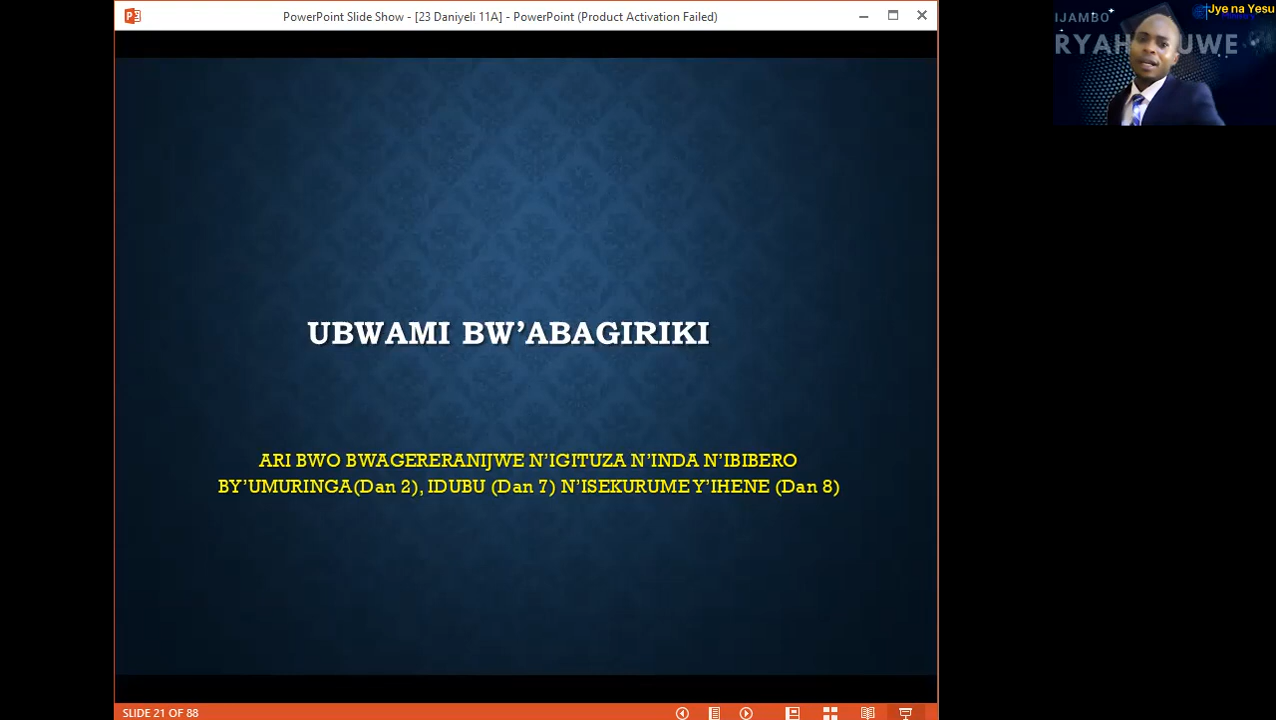 PowerPoint Slide Show - [23 Daniyeli 11A] - PowerPoint (Product Activation Failed)
Jye na Yesu
IJAMBO
UBWAMI BW’ABAGIRIKI
ARI BWO BWAGERERANIJWE N’IGITUZA N’INDA N’IBIBERO
BY’UMURINGA(Dan 2), IDUBU (Dan 7) N’ISEKURUME Y’IHENE (Dan 8)
SLIDE 21 OF 88